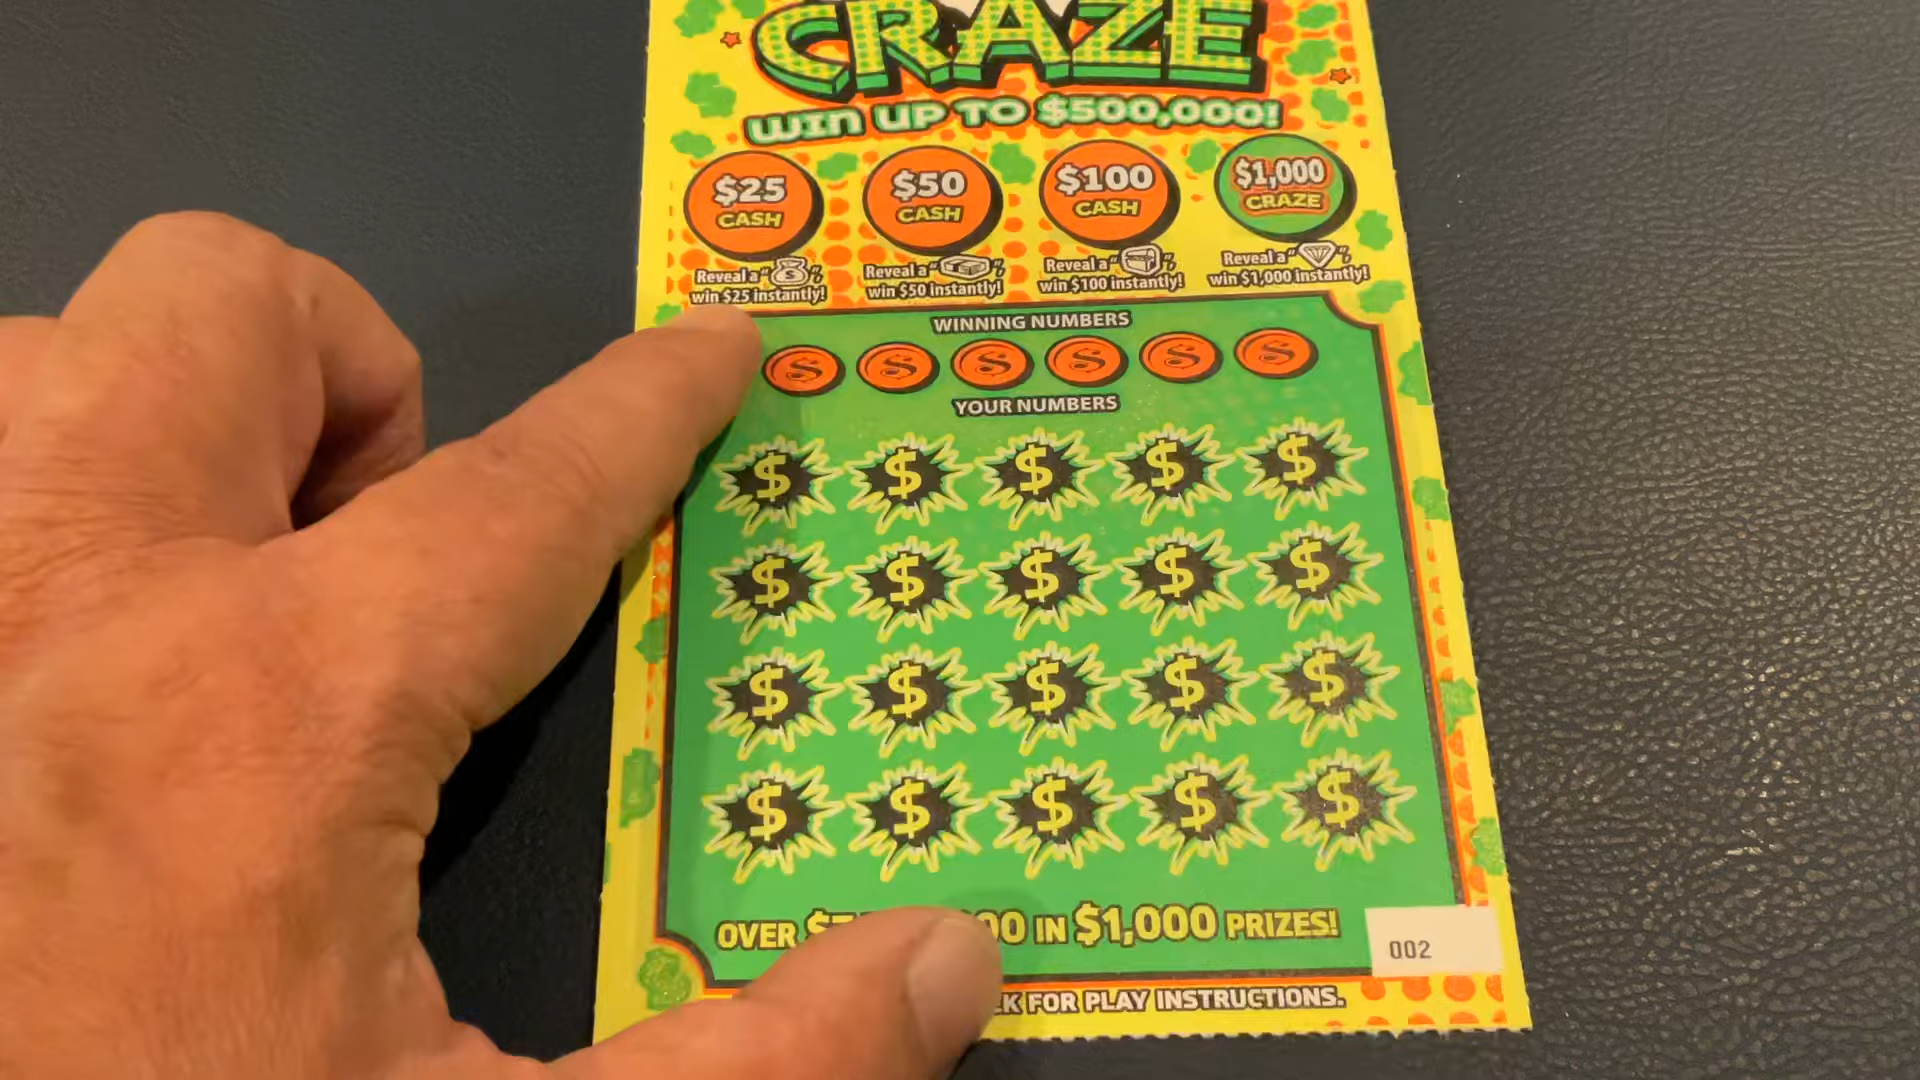 CRAZE
WIN UP TO $500,000!
$25 CASH
Reveal a " ", win $25 instantly!
$50 CASH
Reveal a " ", win $50 instantly!
$100 CASH
Reveal a " ", win $100 instantly!
$1,000 CRAZE
Reveal a " ", win $1,000 instantly!
WINNING NUMBERS
$ $ $ $ $ $
YOUR NUMBERS
$ $ $ $ $
$ $ $ $ $
$ $ $ $ $
$ $ $ $ $
OVER IN $1,000 PRIZES!
002
FOR PLAY INSTRUCTIONS.